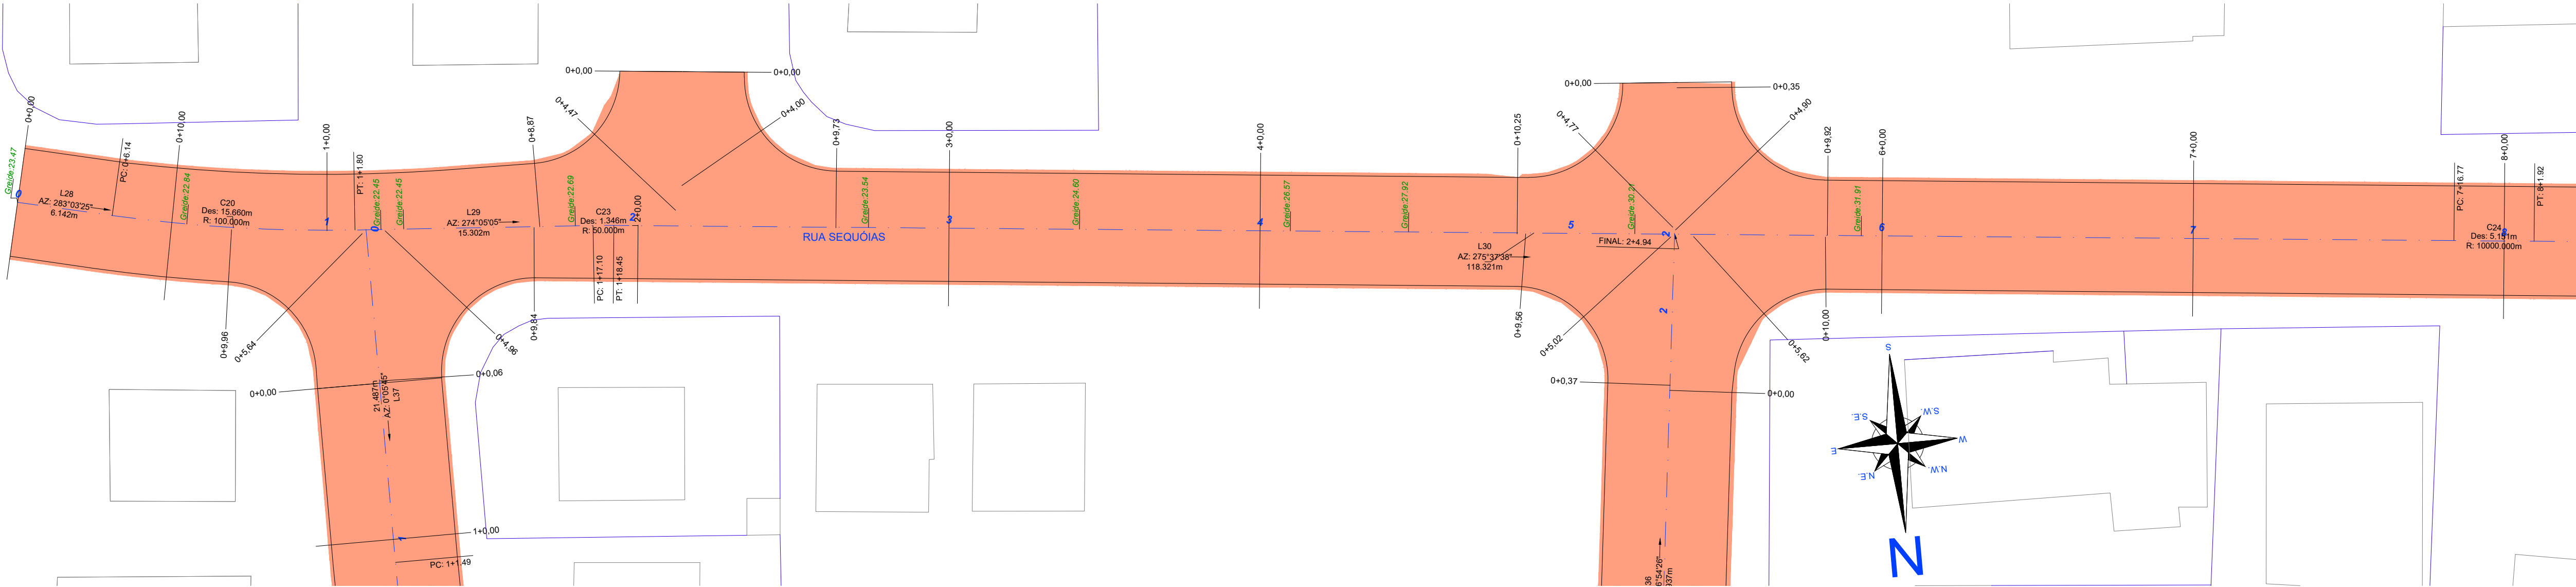 0+0,00
Greide:23.47
0
L28
AZ: 283°03'25"
6.142m
PC: 0+6.14
0+10,00
Greide:22.84
C20
Des: 15.660m
R: 100.000m
0+9,96
0+5,64
1+0,00
1
PT: 1+1.80
Greide:22.45
0
Greide:22.45
L29
AZ: 274°05'05"
15.302m
0+8,87
0+4,96
0+9,84
0+0,00
0+0,06
21.487m
AZ: 0°05'45"
L37
1
1+0,00
PC: 1+1.49
0+0,00
0+0,00
0+4,47
0+4,00
Greide:22.69
C23
Des: 1.346m
R: 50.000m
2
2+0,00
PC: 1+17.10
PT: 1+18.45
0+9,73
Greide:23.54
RUA SEQUÓIAS
3+0,00
3
Greide:24.60
4+0,00
4
Greide:26.57
Greide:27.92
L30
AZ: 275°37'38"
118.321m
0+10,25
0+9,56
5
0+0,00
0+0,35
0+4,77
0+4,90
FINAL: 2+4.94
2
2
0+5,02
0+5,62
0+0,37
0+0,00
0+9,92
0+10,00
Greide:31.91
6+0,00
6
7+0,00
7
PC: 7+16.77
8+0,00
PT: 8+1.92
C24
R: 10000.000m
S
S.E.
S.W.
E
W
N.E.
N.W.
N